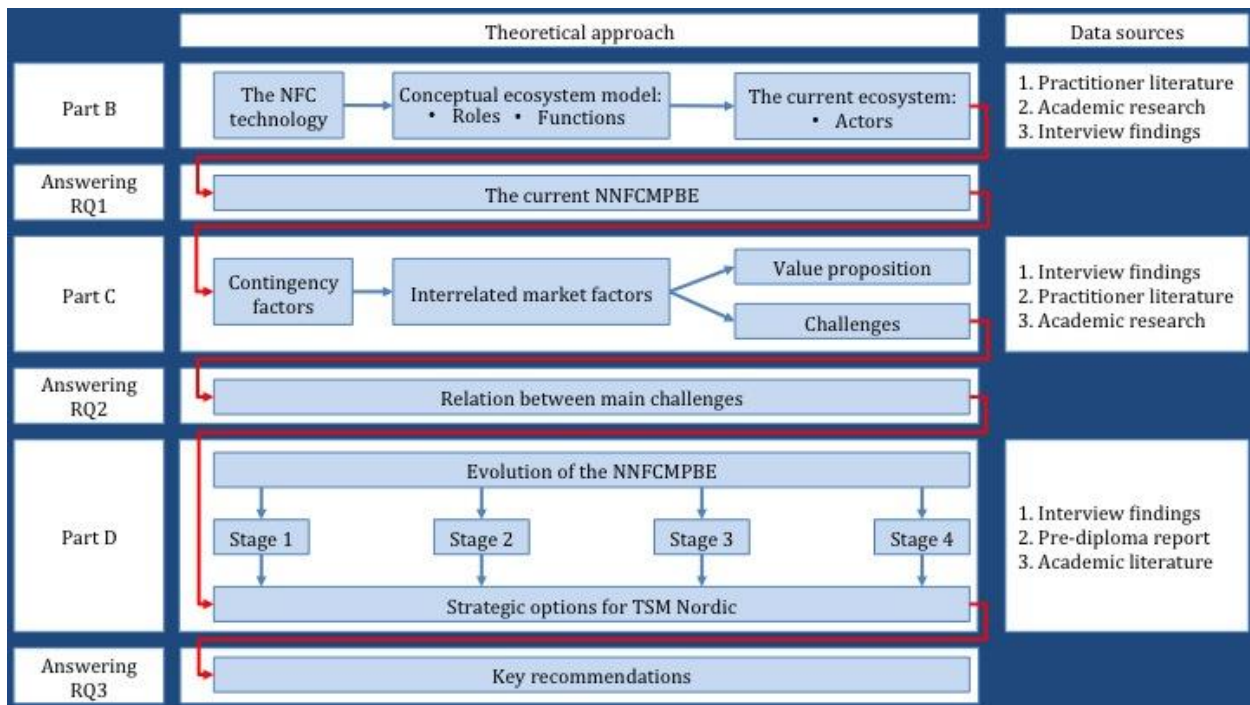 Theoretical approach
Data sources
Part B
The NFC
technology
Conceptual ecosystem model:
• Roles • Functions
The current ecosystem:
• Actors
1. Practitioner literature
2. Academic research
3. Interview findings
Answering
RQ1
The current NNFCMPBE
Part C
Contingency
factors
Interrelated market factors
Value proposition
Challenges
1. Interview findings
2. Practitioner literature
3. Academic research
Answering
RQ2
Relation between main challenges
Part D
Evolution of the NNFCMPBE
Stage 1
Stage 2
Stage 3
Stage 4
Strategic options for TSM Nordic
1. Interview findings
2. Pre-diploma report
3. Academic literature
Answering
RQ3
Key recommendations